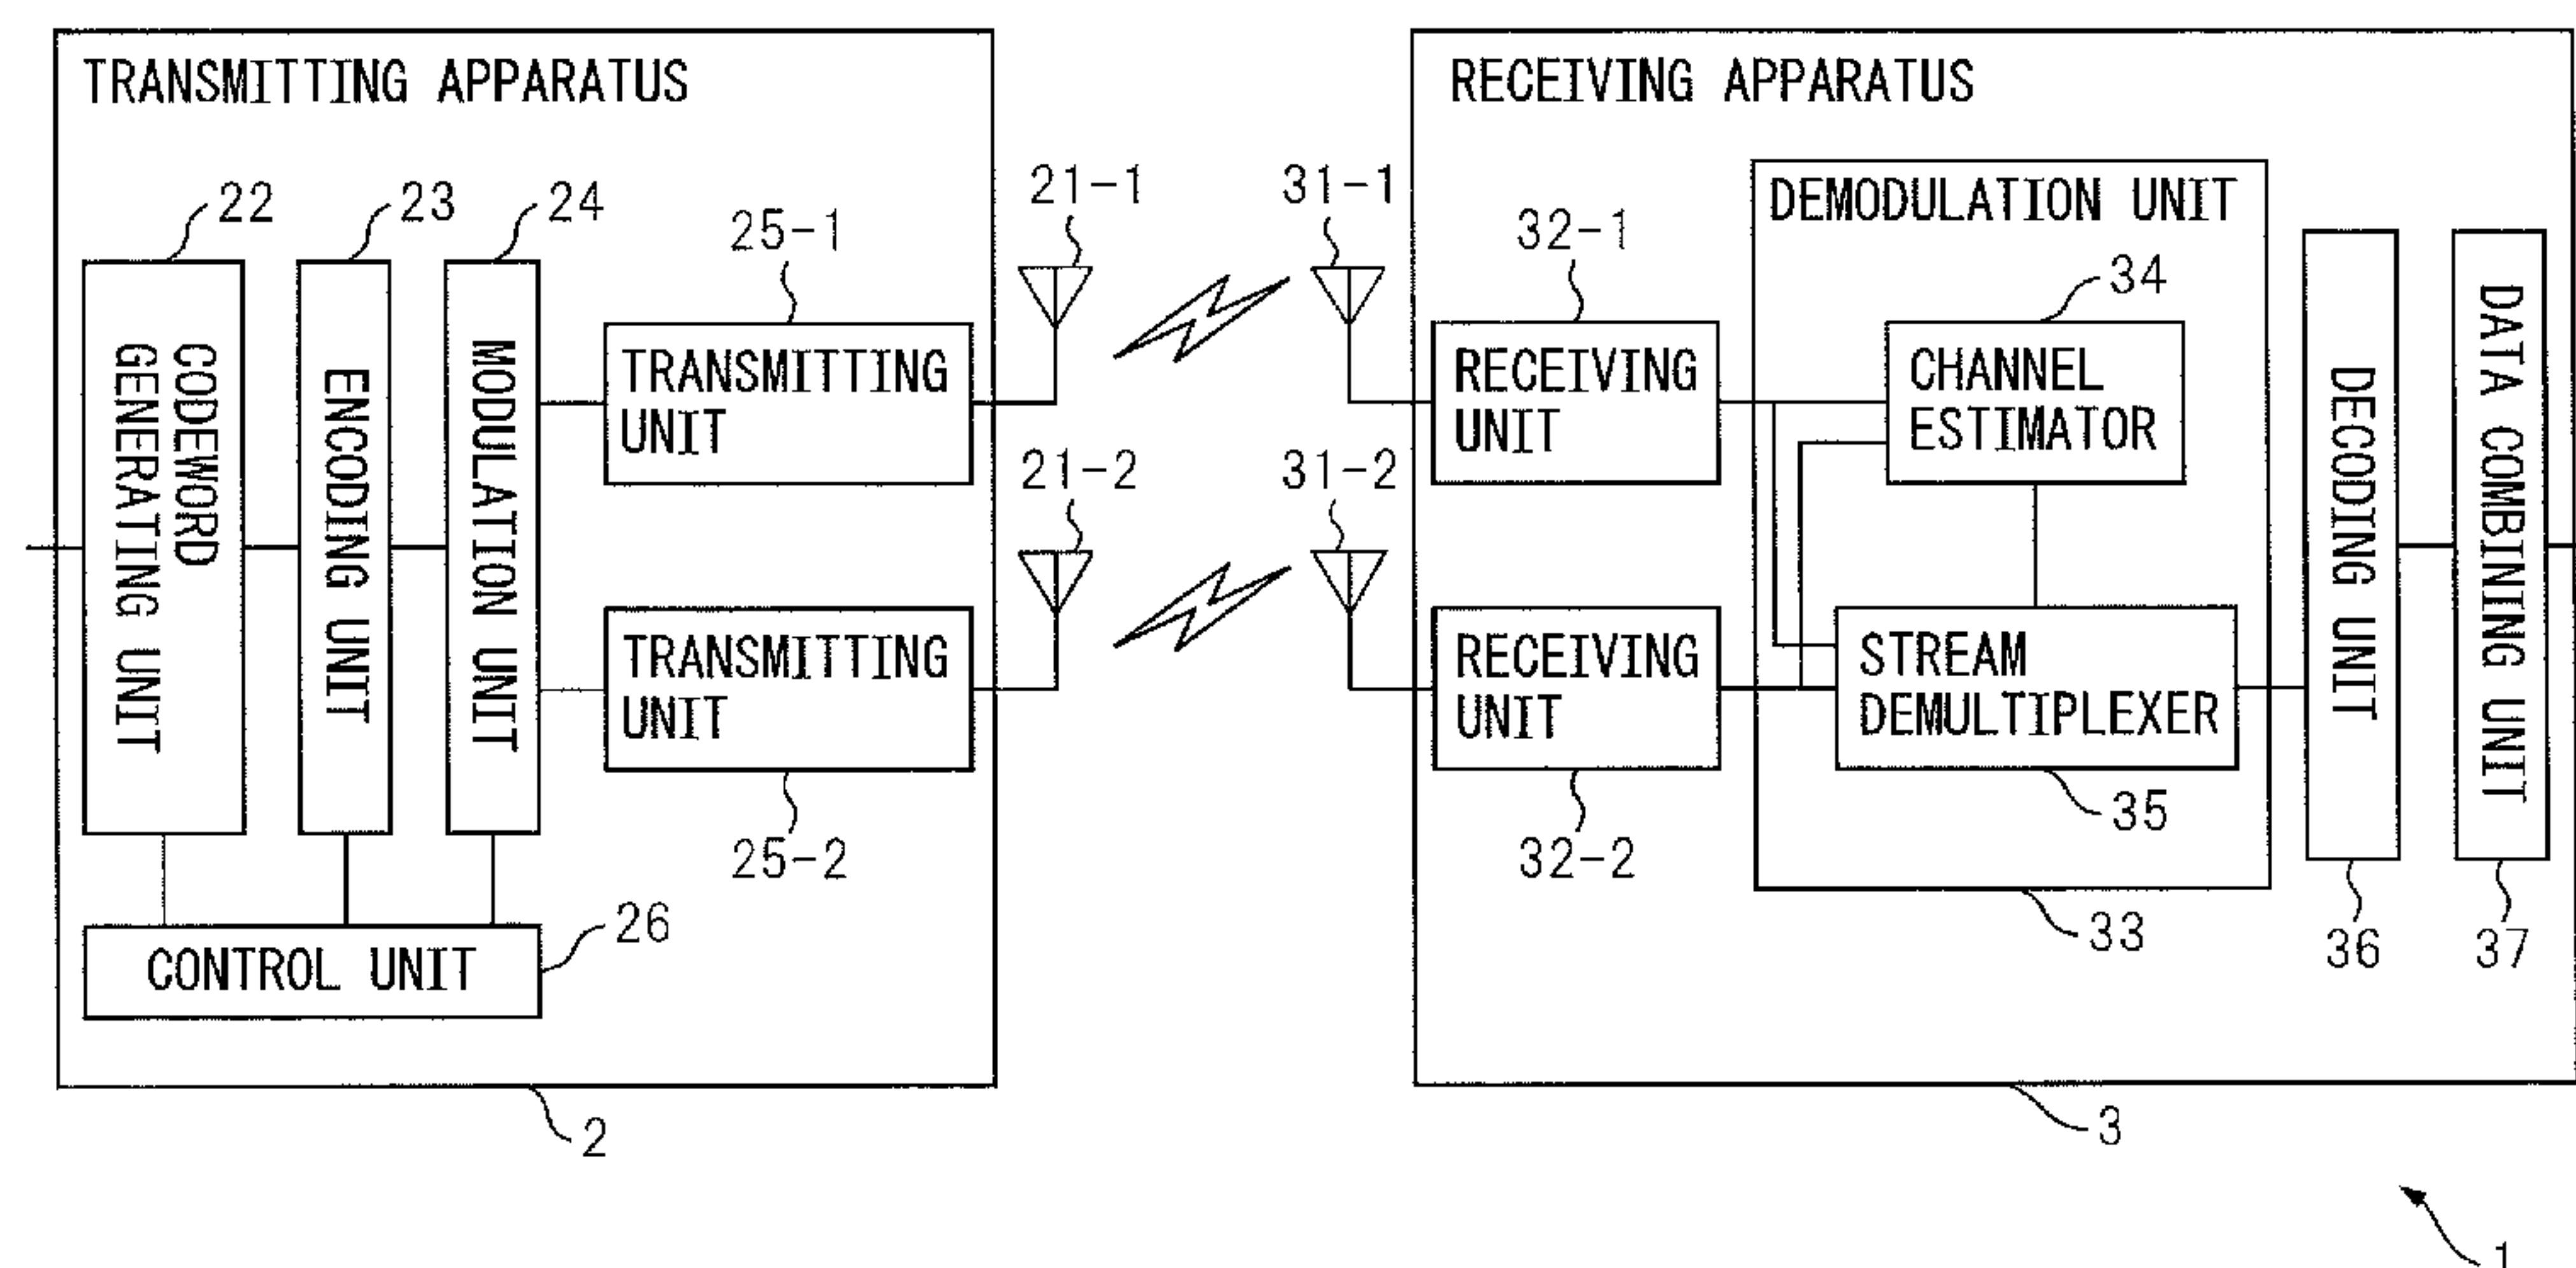 TRANSMITTING APPARATUS
22
23
24
25-1
21-1
CODEWORD
GENERATING UNIT
ENCODING UNIT
MODULATION UNIT
TRANSMITTING
UNIT
21-2
TRANSMITTING
UNIT
25-2
CONTROL UNIT
26
2
RECEIVING APPARATUS
31-1
32-1
DEMODULATION UNIT
34
RECEIVING
UNIT
CHANNEL
ESTIMATOR
31-2
RECEIVING
UNIT
STREAM
DEMULTIPLEXER
DECODING UNIT
DATA COMBINING UNIT
32-2
35
33
36
37
3
1